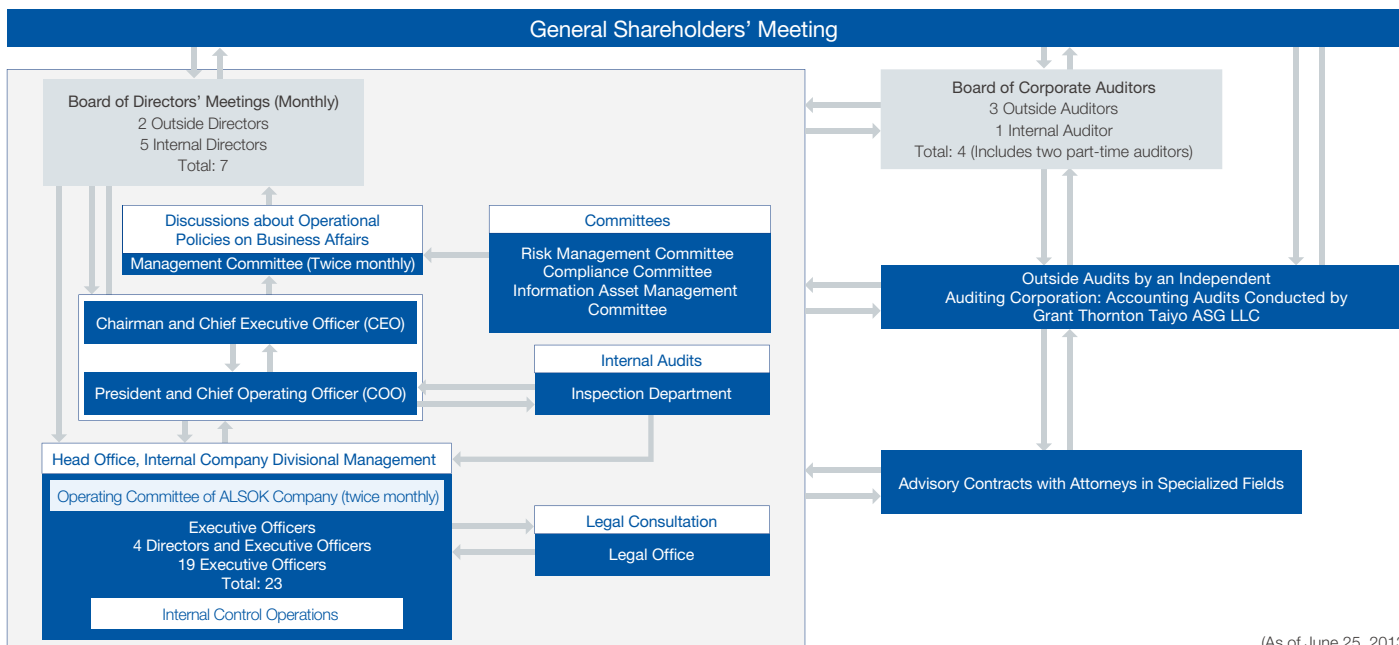 General Shareholders' Meeting
Board of Directors' Meetings (Monthly)
2 Outside Directors
5 Internal Directors
Total: 7
Board of Corporate Auditors
3 Outside Auditors
1 Internal Auditor
Total: 4 (Includes two part-time auditors)
Discussions about Operational
Policies on Business Affairs
Management Committee (Twice monthly)
Committees
Risk Management Committee
Compliance Committee
Information Asset Management
Committee
Outside Audits by an Independent
Auditing Corporation: Accounting Audits Conducted by
Grant Thornton Taiyo ASG LLC
Chairman and Chief Executive Officer (CEO)
President and Chief Operating Officer (COO)
Internal Audits
Inspection Department
Head Office, Internal Company Divisional Management
Operating Committee of ALSOK Company (twice monthly)
Executive Officers
4 Directors and Executive Officers
19 Executive Officers
Total: 23
Internal Control Operations
Legal Consultation
Legal Office
Advisory Contracts with Attorneys in Specialized Fields
(As of June 25,